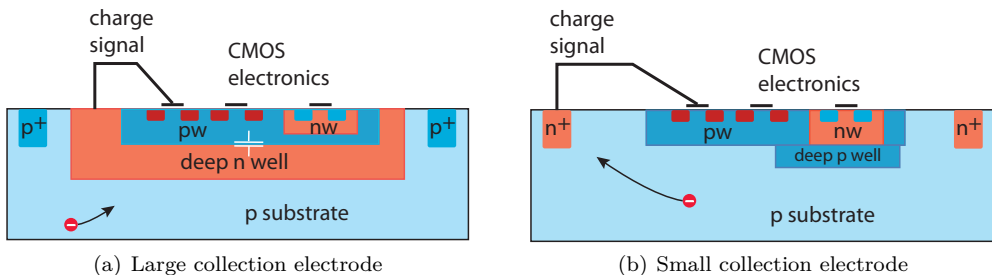 charge
signal
CMOS
electronics
p+
pw
nw
p+
deep n well
p substrate
(a) Large collection electrode
charge
signal
CMOS
electronics
n+
pw
nw
n+
deep p well
p substrate
(b) Small collection electrode